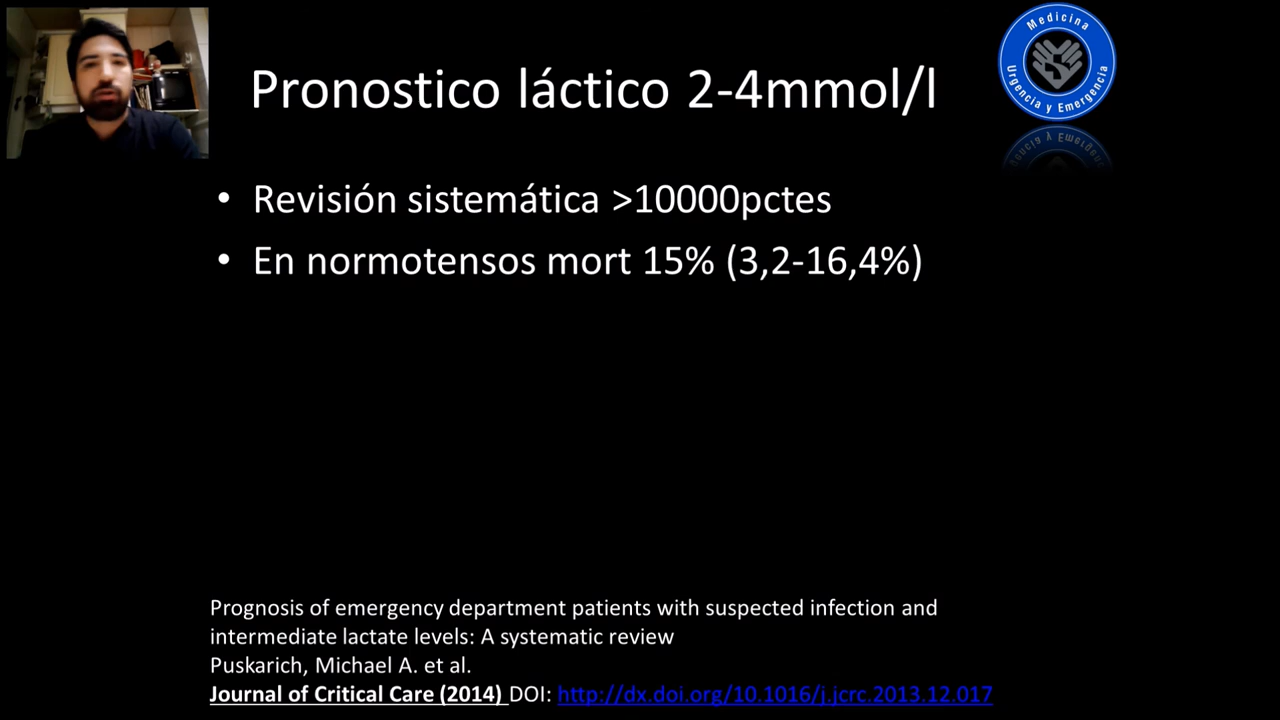 Pronostico láctico 2-4mmol/l
Medicina
Urgencia y Emergencia
• Revisión sistemática >10000pctes
• En normotensos mort 15% (3,2-16,4%)
Prognosis of emergency department patients with suspected infection and
intermediate lactate levels: A systematic review
Puskarich, Michael A. et al.
Journal of Critical Care (2014) DOI: http://dx.doi.org/10.1016/j.jcrc.2013.12.017